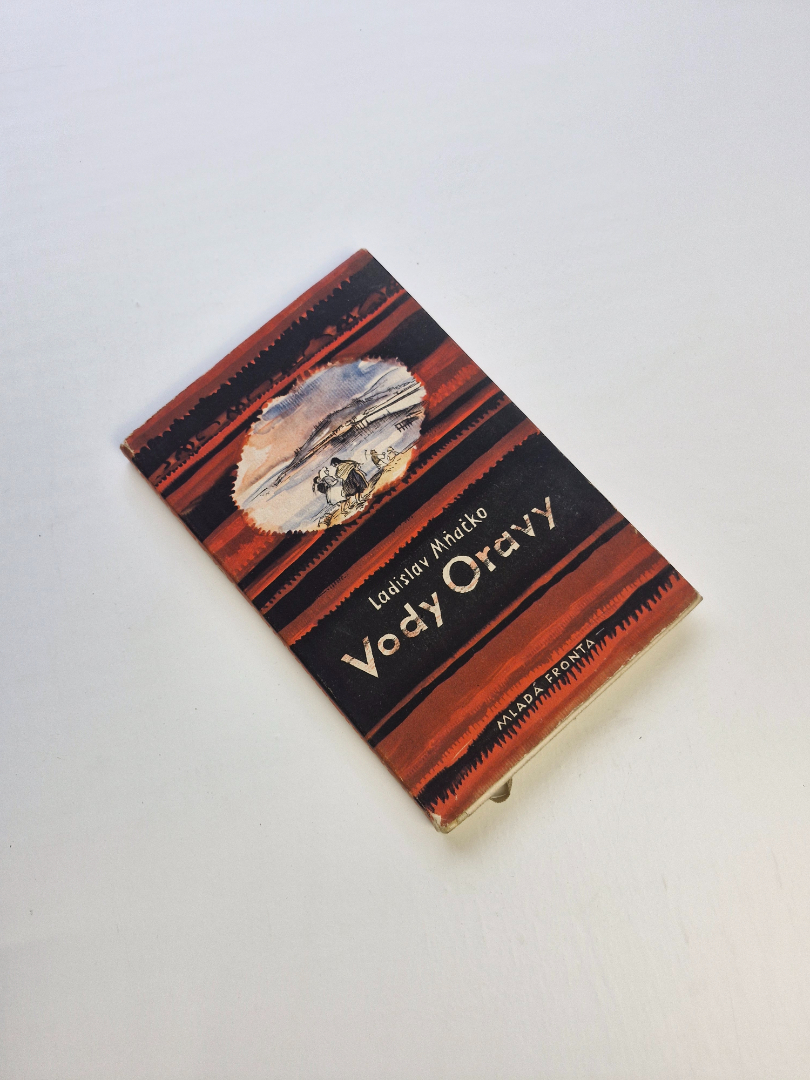 Ladislav Mňačko
Vody Oravy
MLADÁ FRONTA